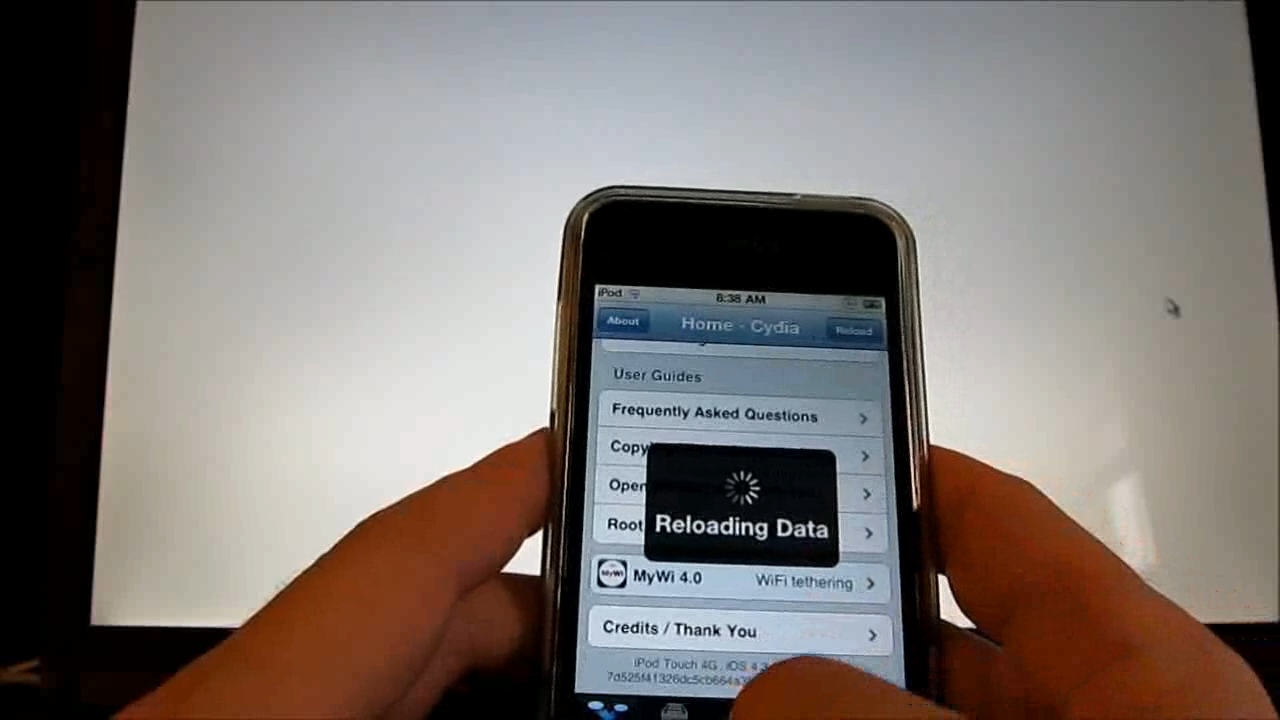 iPod
8:38 AM
About
Home - Cydia
Reload
User Guides
Frequently Asked Questions
Copy
Open
Root
Reloading Data
MyWi
MyWi 4.0
WiFi tethering
Credits / Thank You
iPod Touch 4G, iOS 4.3